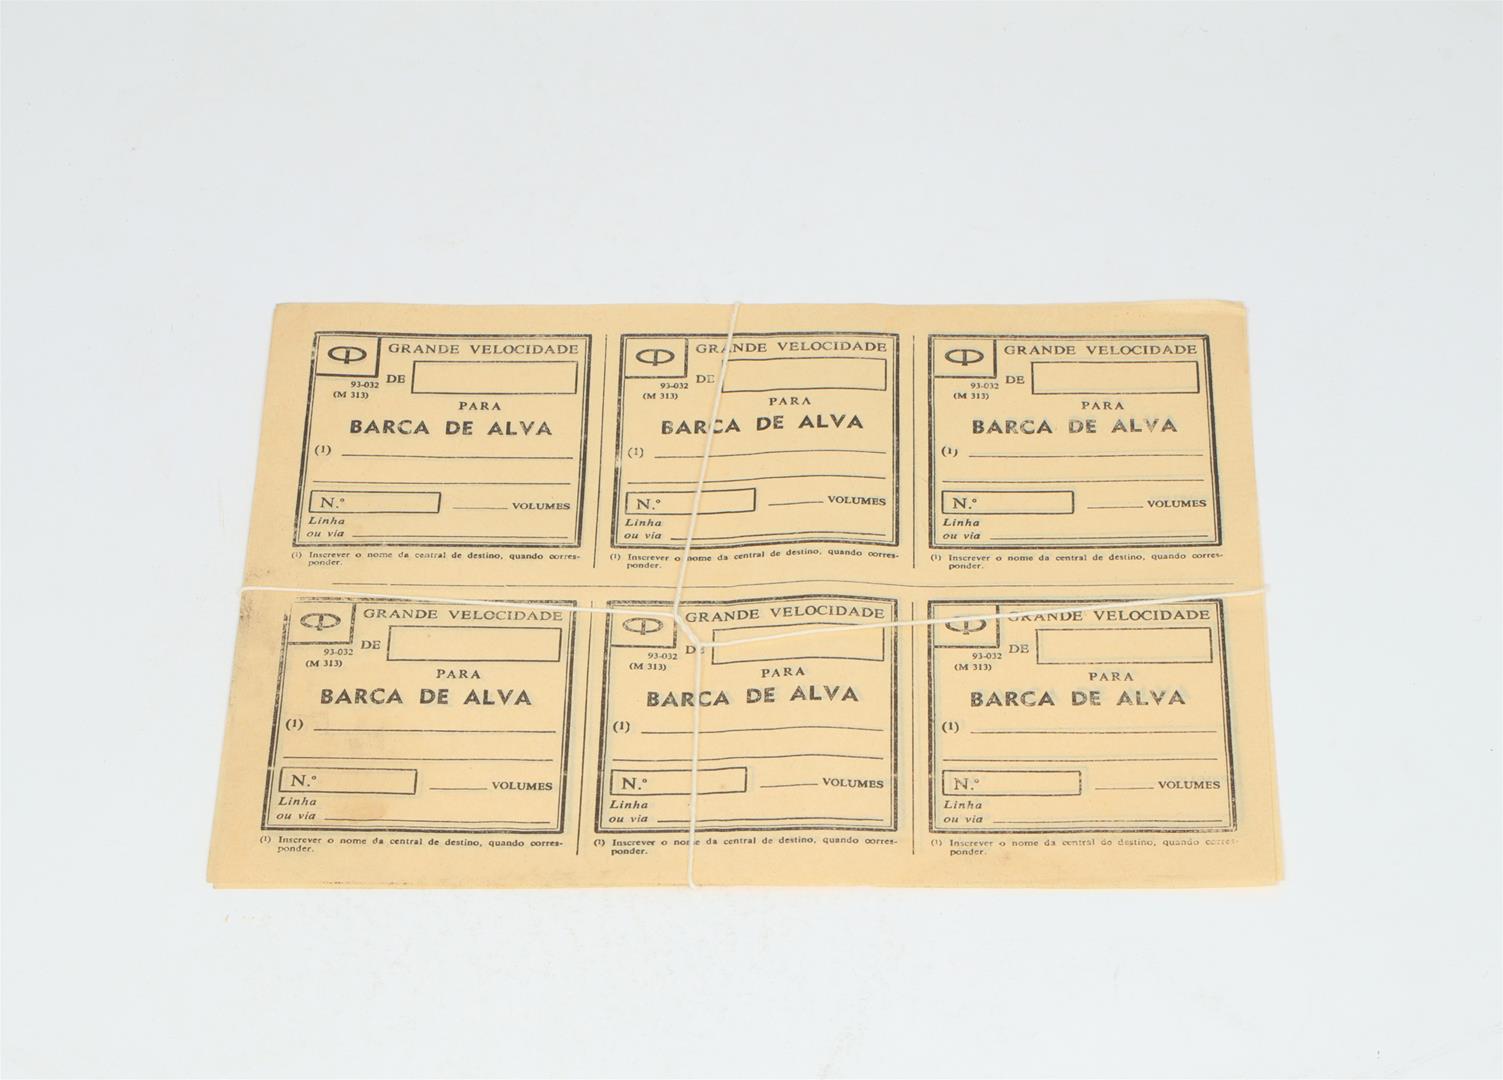 GRANDE VELOCIDADE
93-032
(M 313)
DE
PARA
BARCA DE ALVA
(1)
N.º
VOLUMES
Linha
ou via
(1) Inscrever o nome da central de destino, quando corres-
ponder.
GRANDE VELOCIDADE
93-032
(M 313)
DE
PARA
BARCA DE ALVA
(1)
N.º
VOLUMES
Linha
ou via
(1) Inscrever o nome da central de destino, quando corres-
ponder.
GRANDE VELOCIDADE
93-032
(M 313)
DE
PARA
BARCA DE ALVA
(1)
N.º
VOLUMES
Linha
ou via
(1) Inscrever o nome da central de destino, quando corres-
ponder.
GRANDE VELOCIDADE
93-032
(M 313)
DE
PARA
BARCA DE ALVA
(1)
N.º
VOLUMES
Linha
ou via
(1) Inscrever o nome da central de destino, quando corres-
ponder.
GRANDE VELOCIDADE
93-032
(M 313)
DE
PARA
BARCA DE ALVA
(1)
N.º
VOLUMES
Linha
ou via
(1) Inscrever o nome da central de destino, quando corres-
ponder.
GRANDE VELOCIDADE
93-032
(M 313)
DE
PARA
BARCA DE ALVA
(1)
N.º
VOLUMES
Linha
ou via
(1) Inscrever o nome da central do destino, quando corres-
ponder.